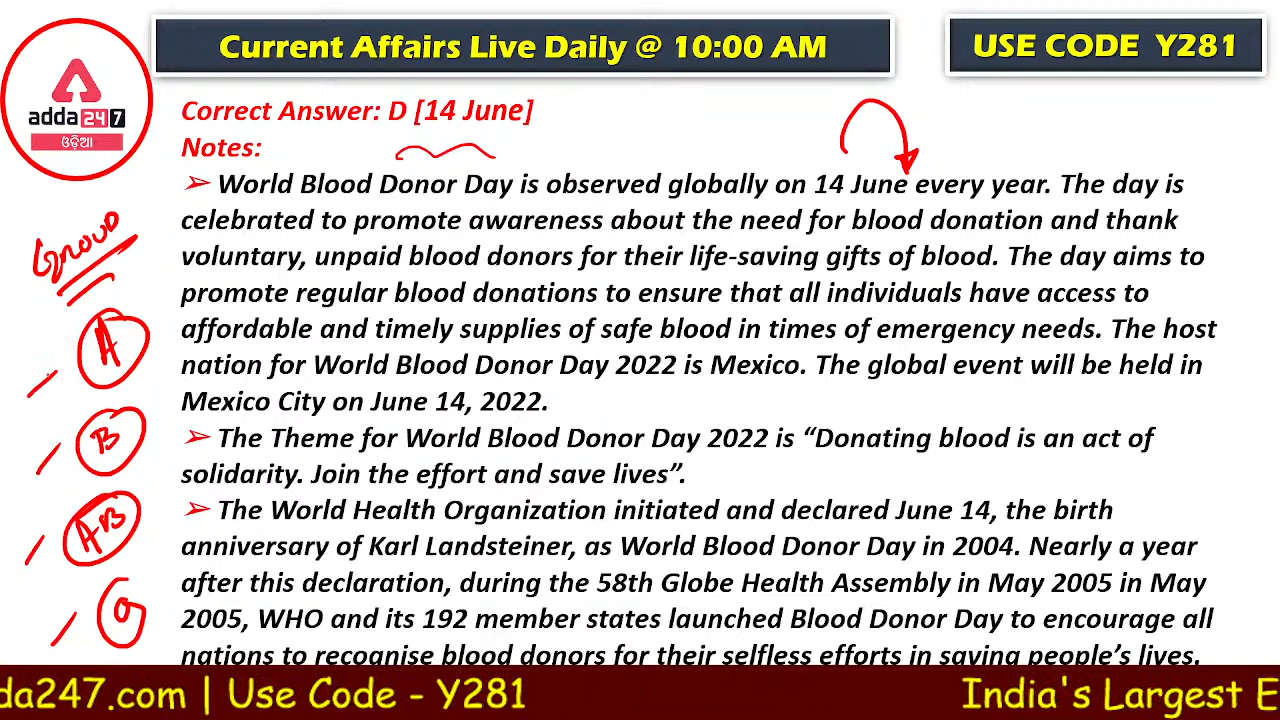 Current Affairs Live Daily @ 10:00 AM
USE CODE Y281
adda247
ଓଡ଼ିଆ
Correct Answer: D [14 June]
Notes:
➢ World Blood Donor Day is observed globally on 14 June every year. The day is
celebrated to promote awareness about the need for blood donation and thank
voluntary, unpaid blood donors for their life-saving gifts of blood. The day aims to
promote regular blood donations to ensure that all individuals have access to
affordable and timely supplies of safe blood in times of emergency needs. The host
nation for World Blood Donor Day 2022 is Mexico. The global event will be held in
Mexico City on June 14, 2022.
➢ The Theme for World Blood Donor Day 2022 is “Donating blood is an act of
solidarity. Join the effort and save lives”.
➢ The World Health Organization initiated and declared June 14, the birth
anniversary of Karl Landsteiner, as World Blood Donor Day in 2004. Nearly a year
after this declaration, during the 58th Globe Health Assembly in May 2005 in May
2005, WHO and its 192 member states launched Blood Donor Day to encourage all
nations to recognise blood donors for their selfless efforts in saving people’s lives.
Group
A
B
AB
O
da247.com | Use Code - Y281
India's Largest E